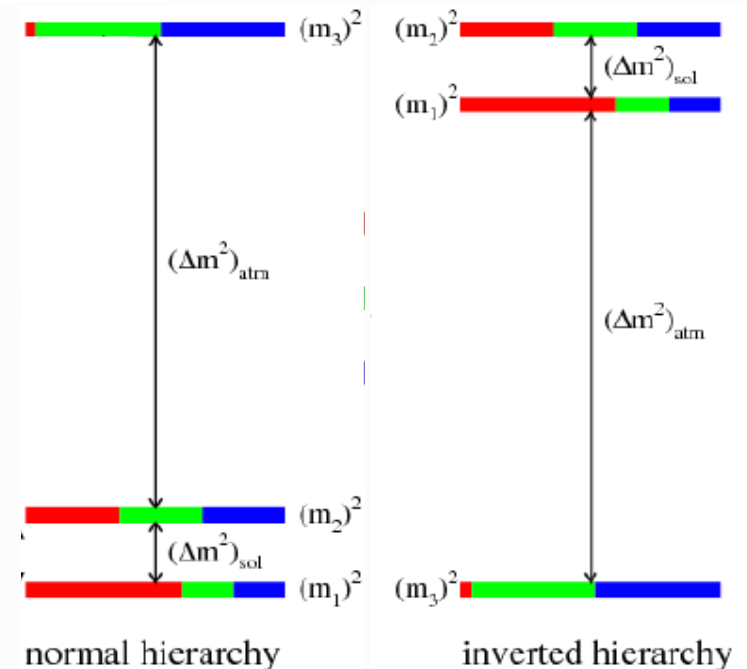 (m₃)²
(Δm²)ₐₜₘ
(m₂)²
(Δm²)ₛₒₗ
(m₁)²
normal hierarchy
(m₂)²
(Δm²)ₛₒₗ
(m₁)²
(Δm²)ₐₜₘ
(m₃)²
inverted hierarchy